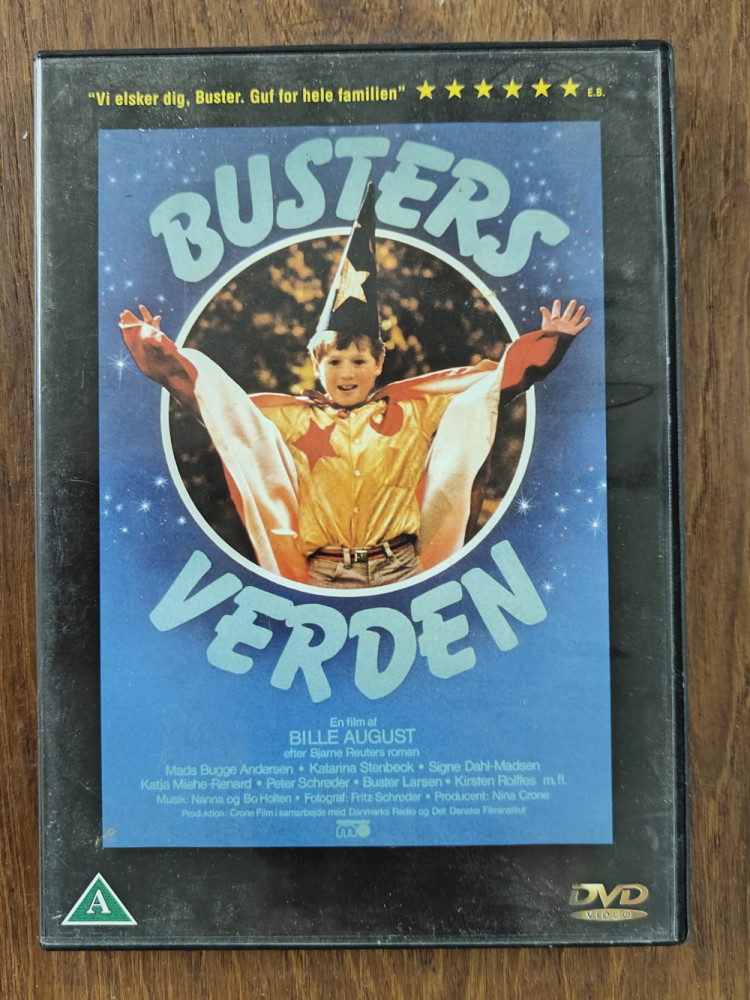 "Vi elsker dig, Buster. Guf for hele familien" ★★★★★★ E.B.
BUSTERS
VERDEN
En film af
BILLE AUGUST
efter Bjarne Reuters roman
Mads Bugge Andersen • Katarina Stenbeck • Signe Dahl-Madsen
Katja Miehe-Renard • Peter Schrøder • Buster Larsen • Kirsten Rolffes m.fl.
Musik: Nanna og Bo Holten • Fotograf: Fritz Schrøder • Producent: Nina Crone
Produktion: Crone Film i samarbejde med Danmarks Radio og Det Danske Filminstitut
A
DVD
VIDEO